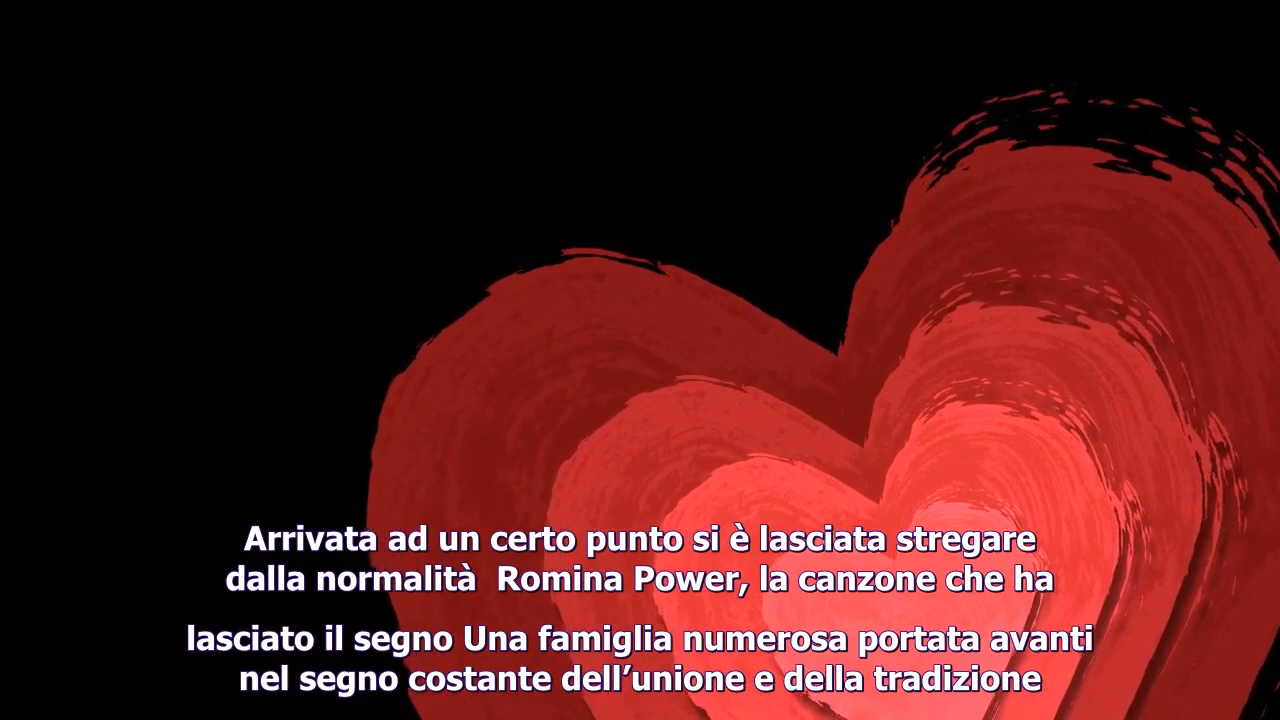 Arrivata ad un certo punto si è lasciata stregare
dalla normalità  Romina Power, la canzone che ha
lasciato il segno Una famiglia numerosa portata avanti
nel segno costante dell’unione e della tradizione